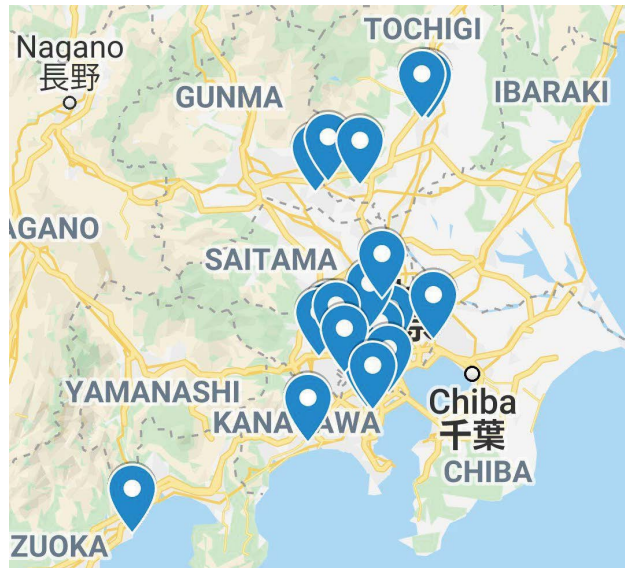 TOCHIGI
Nagano
長野
GUNMA
IBARAKI
AGANO
SAITAMA
YAMANASHI
KANA AWA
Chiba
千葉
CHIBA
ZUOKA